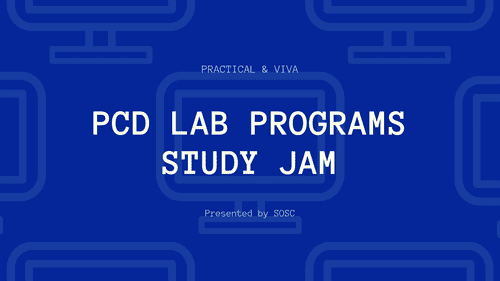 PRACTICAL & VIVA
PCD LAB PROGRAMS
STUDY JAM
Presented by SOSC